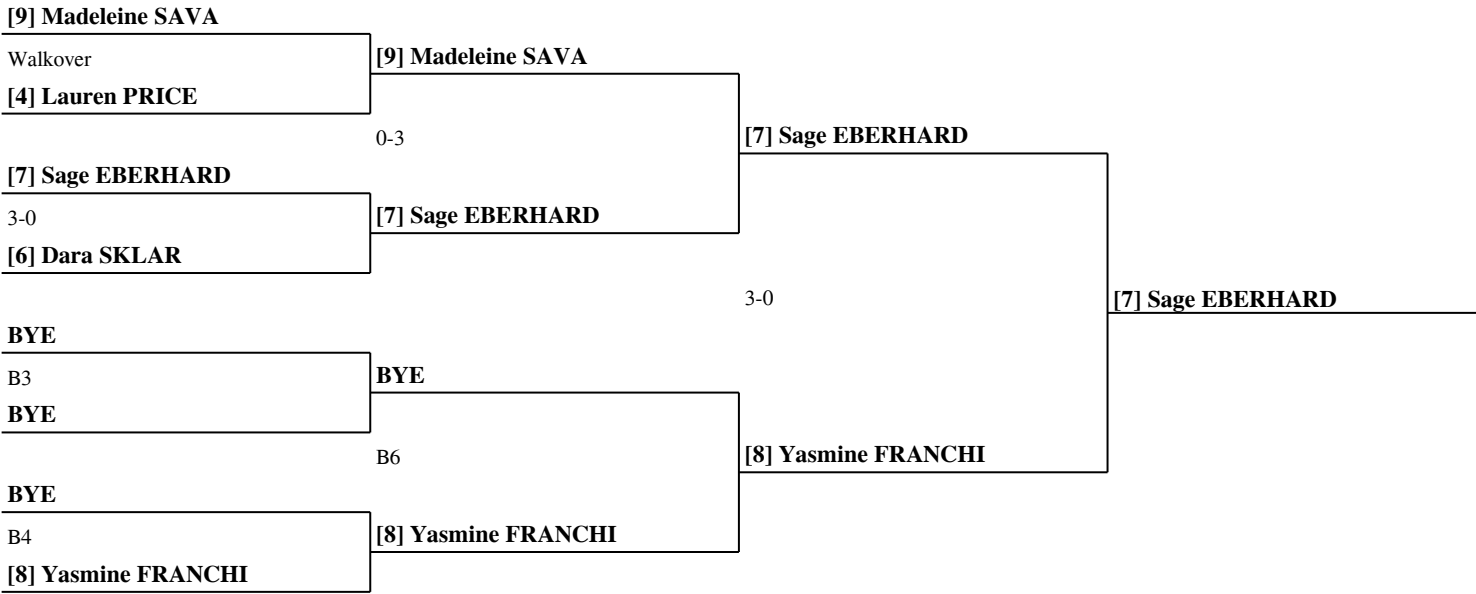 [9] Madeleine SAVA
Walkover
[4] Lauren PRICE
[7] Sage EBERHARD
3-0
[6] Dara SKLAR
BYE
B3
BYE
BYE
B4
[8] Yasmine FRANCHI
[9] Madeleine SAVA
0-3
[7] Sage EBERHARD
BYE
B6
[8] Yasmine FRANCHI
[7] Sage EBERHARD
3-0
[8] Yasmine FRANCHI
[7] Sage EBERHARD